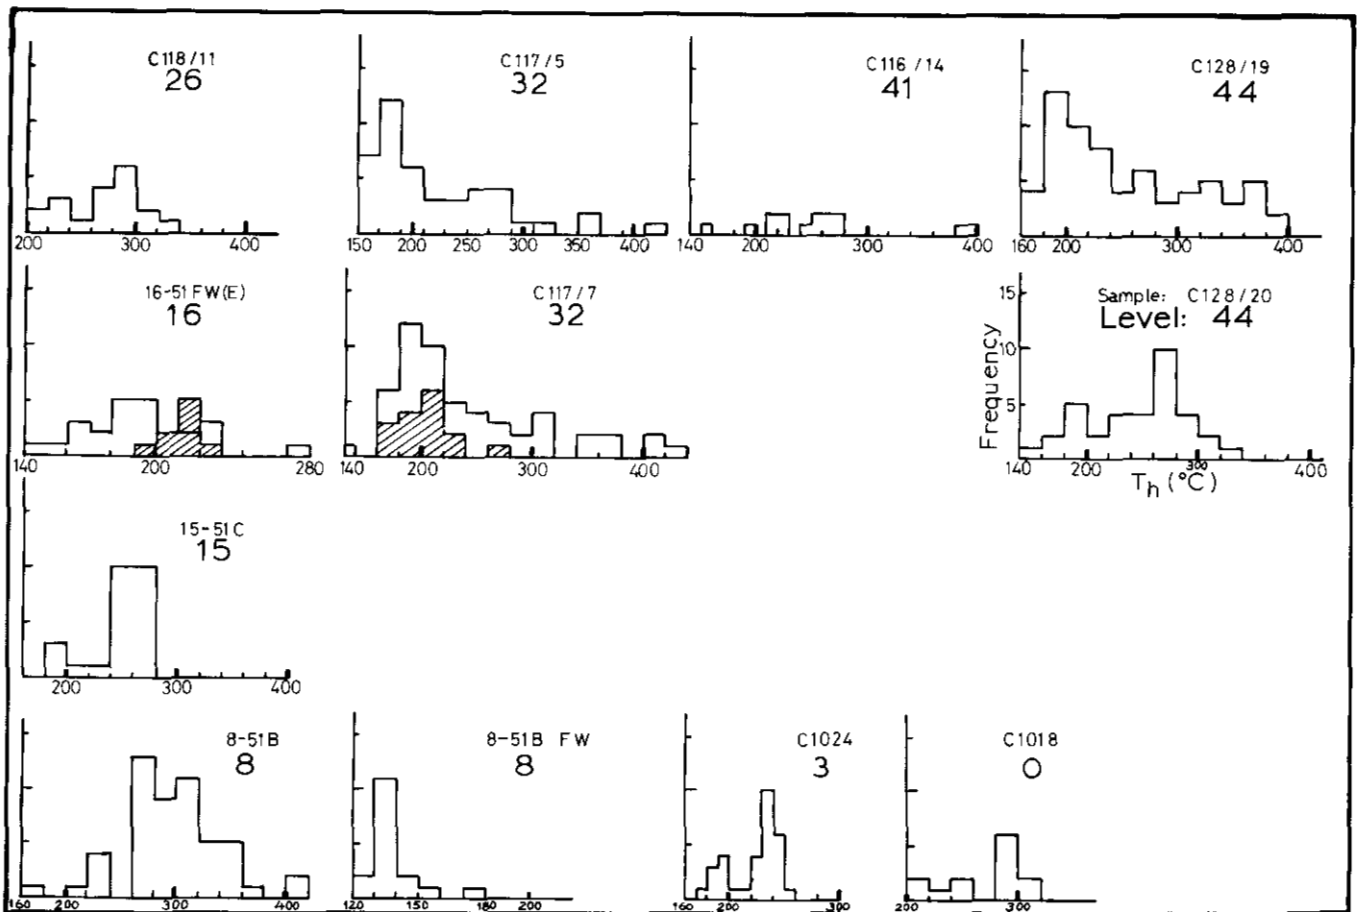 C118/11
26
200 300 400
C117/5
32
150 200 250 300 350 400
C116/14
41
140 200 300 400
C128/19
44
160 200 300 400
16-51 FW(E)
16
140 200 280
C117/7
32
140 200 300 400
Sample: C128/20
Level: 44
15
10
5
Frequency
140 200 300 400
Th (°C)
15-51C
15
200 300 400
8-51B
8
160 200 300 400
8-51B FW
8
120 130 150 180 200
C1024
3
160 200 300
C1018
0
200 300